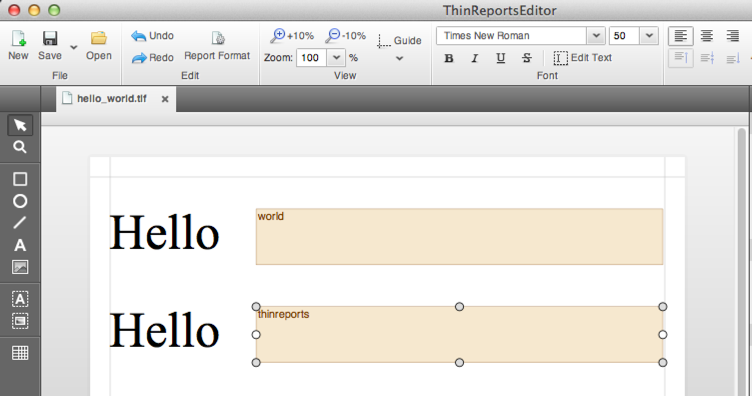 ThinReportsEditor
New Save Open
File
Undo
Redo
Report Format
Edit
+10% -10%
Zoom: 100 %
Guide
View
Times New Roman 50
B I U S Edit Text
Font
hello_world.tlf
A
A
Hello world
Hello thinreports